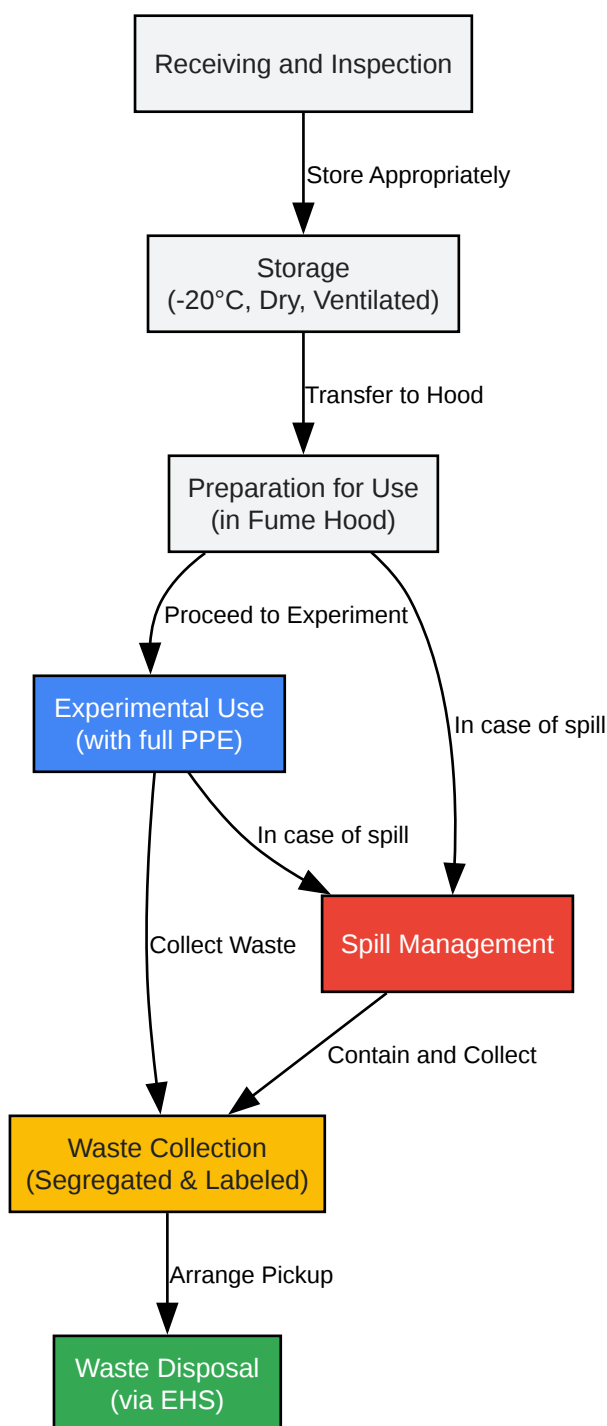 Receiving and Inspection
Store Appropriately
Storage
(-20°C, Dry, Ventilated)
Transfer to Hood
Preparation for Use
(in Fume Hood)
Proceed to Experiment
Experimental Use
(with full PPE)
In case of spill
In case of spill
Spill Management
Collect Waste
Contain and Collect
Waste Collection
(Segregated & Labeled)
Arrange Pickup
Waste Disposal
(via EHS)